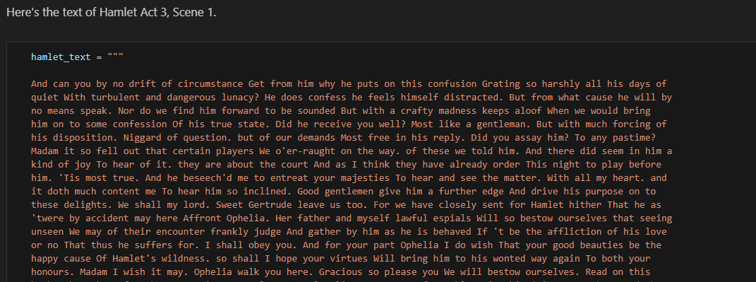 Here's the text of Hamlet Act 3, Scene 1.
hamlet_text = """
And can you by no drift of circumstance Get from him why he puts on this confusion Grating so harshly all his days of
quiet With turbulent and dangerous lunacy? He does confess he feels himself distracted. But from what cause he will by
no means speak. Nor do we find him forward to be sounded But with a crafty madness keeps aloof When we would bring
him on to some confession Of his true state. Did he receive you well? Most like a gentleman. But with much forcing of
his disposition. Niggard of question. but of our demands Most free in his reply. Did you assay him? To any pastime?
Madam it so fell out that certain players We o'er-raught on the way. of these we told him. And there did seem in him a
kind of joy To hear of it. they are about the court And as I think they have already order This night to play before
him. 'Tis most true. And he beseech'd me to entreat your majesties To hear and see the matter. With all my heart. and
it doth much content me To hear him so inclined. Good gentlemen give him a further edge And drive his purpose on to
these delights. We shall my lord. Sweet Gertrude leave us too. For we have closely sent for Hamlet hither That he as
'twere by accident may here Affront Ophelia. Her father and myself lawful espials Will so bestow ourselves that seeing
unseen We may of their encounter frankly judge And gather by him as he is behaved If 't be the affliction of his love
or no That thus he suffers for. I shall obey you. And for your part Ophelia I do wish That your good beauties be the
happy cause Of Hamlet's wildness. so shall I hope your virtues Will bring him to his wonted way again To both your
honours. Madam I wish it may. Ophelia walk you here. Gracious so please you We will bestow ourselves. Read on this